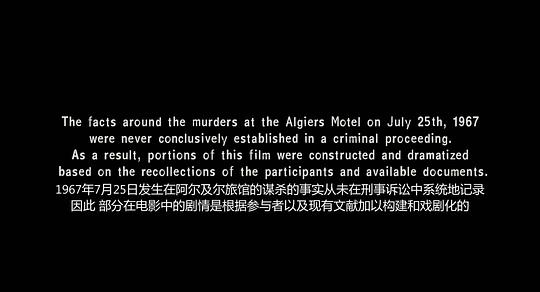 The facts around the murders at the Algiers Motel on July 25th, 1967
were never conclusively established in a criminal proceeding.
As a result, portions of this film were constructed and dramatized
based on the recollections of the participants and available documents.
1967年7月25日发生在阿尔及尔旅馆的谋杀的事实从未在刑事诉讼中系统地记录
因此 部分在电影中的剧情是根据参与者以及现有文献加以构建和戏剧化的